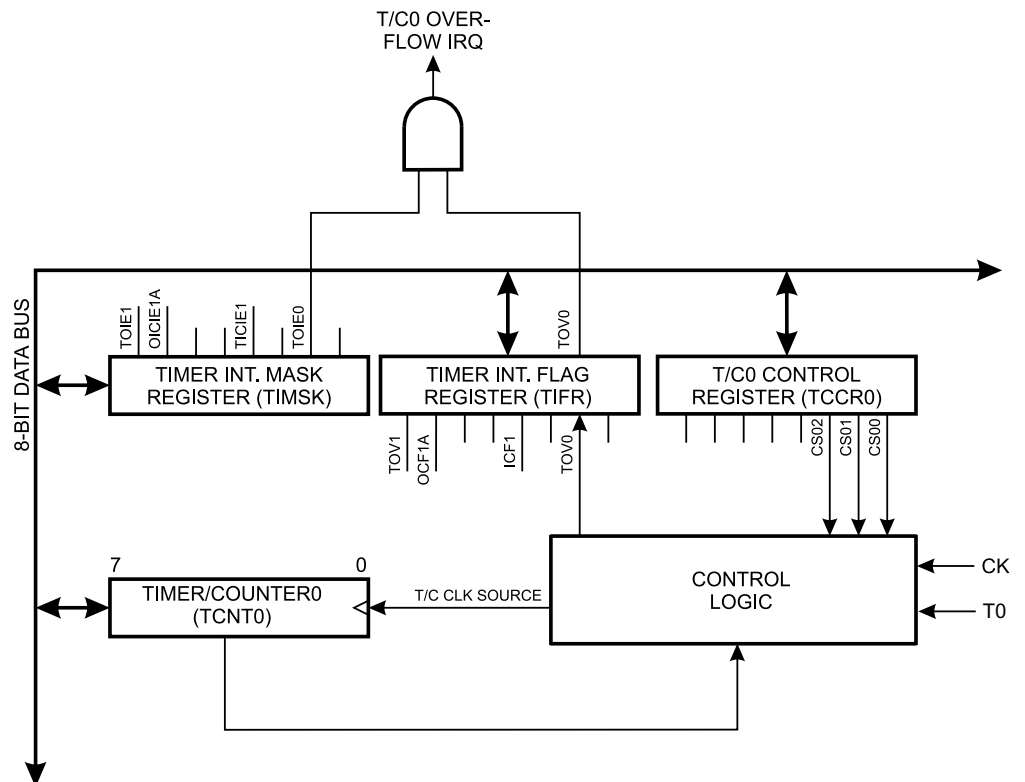 T/C0 OVER-
FLOW IRQ
8-BIT DATA BUS
TOIE1
OICIE1A
TICIE1
TOIE0
TOV0
TIMER INT. MASK
REGISTER (TIMSK)
TIMER INT. FLAG
REGISTER (TIFR)
T/C0 CONTROL
REGISTER (TCCR0)
TOV1
OCF1A
ICF1
TOV0
CS02
CS01
CS00
7
0
TIMER/COUNTER0
(TCNT0)
T/C CLK SOURCE
CONTROL
LOGIC
CK
T0